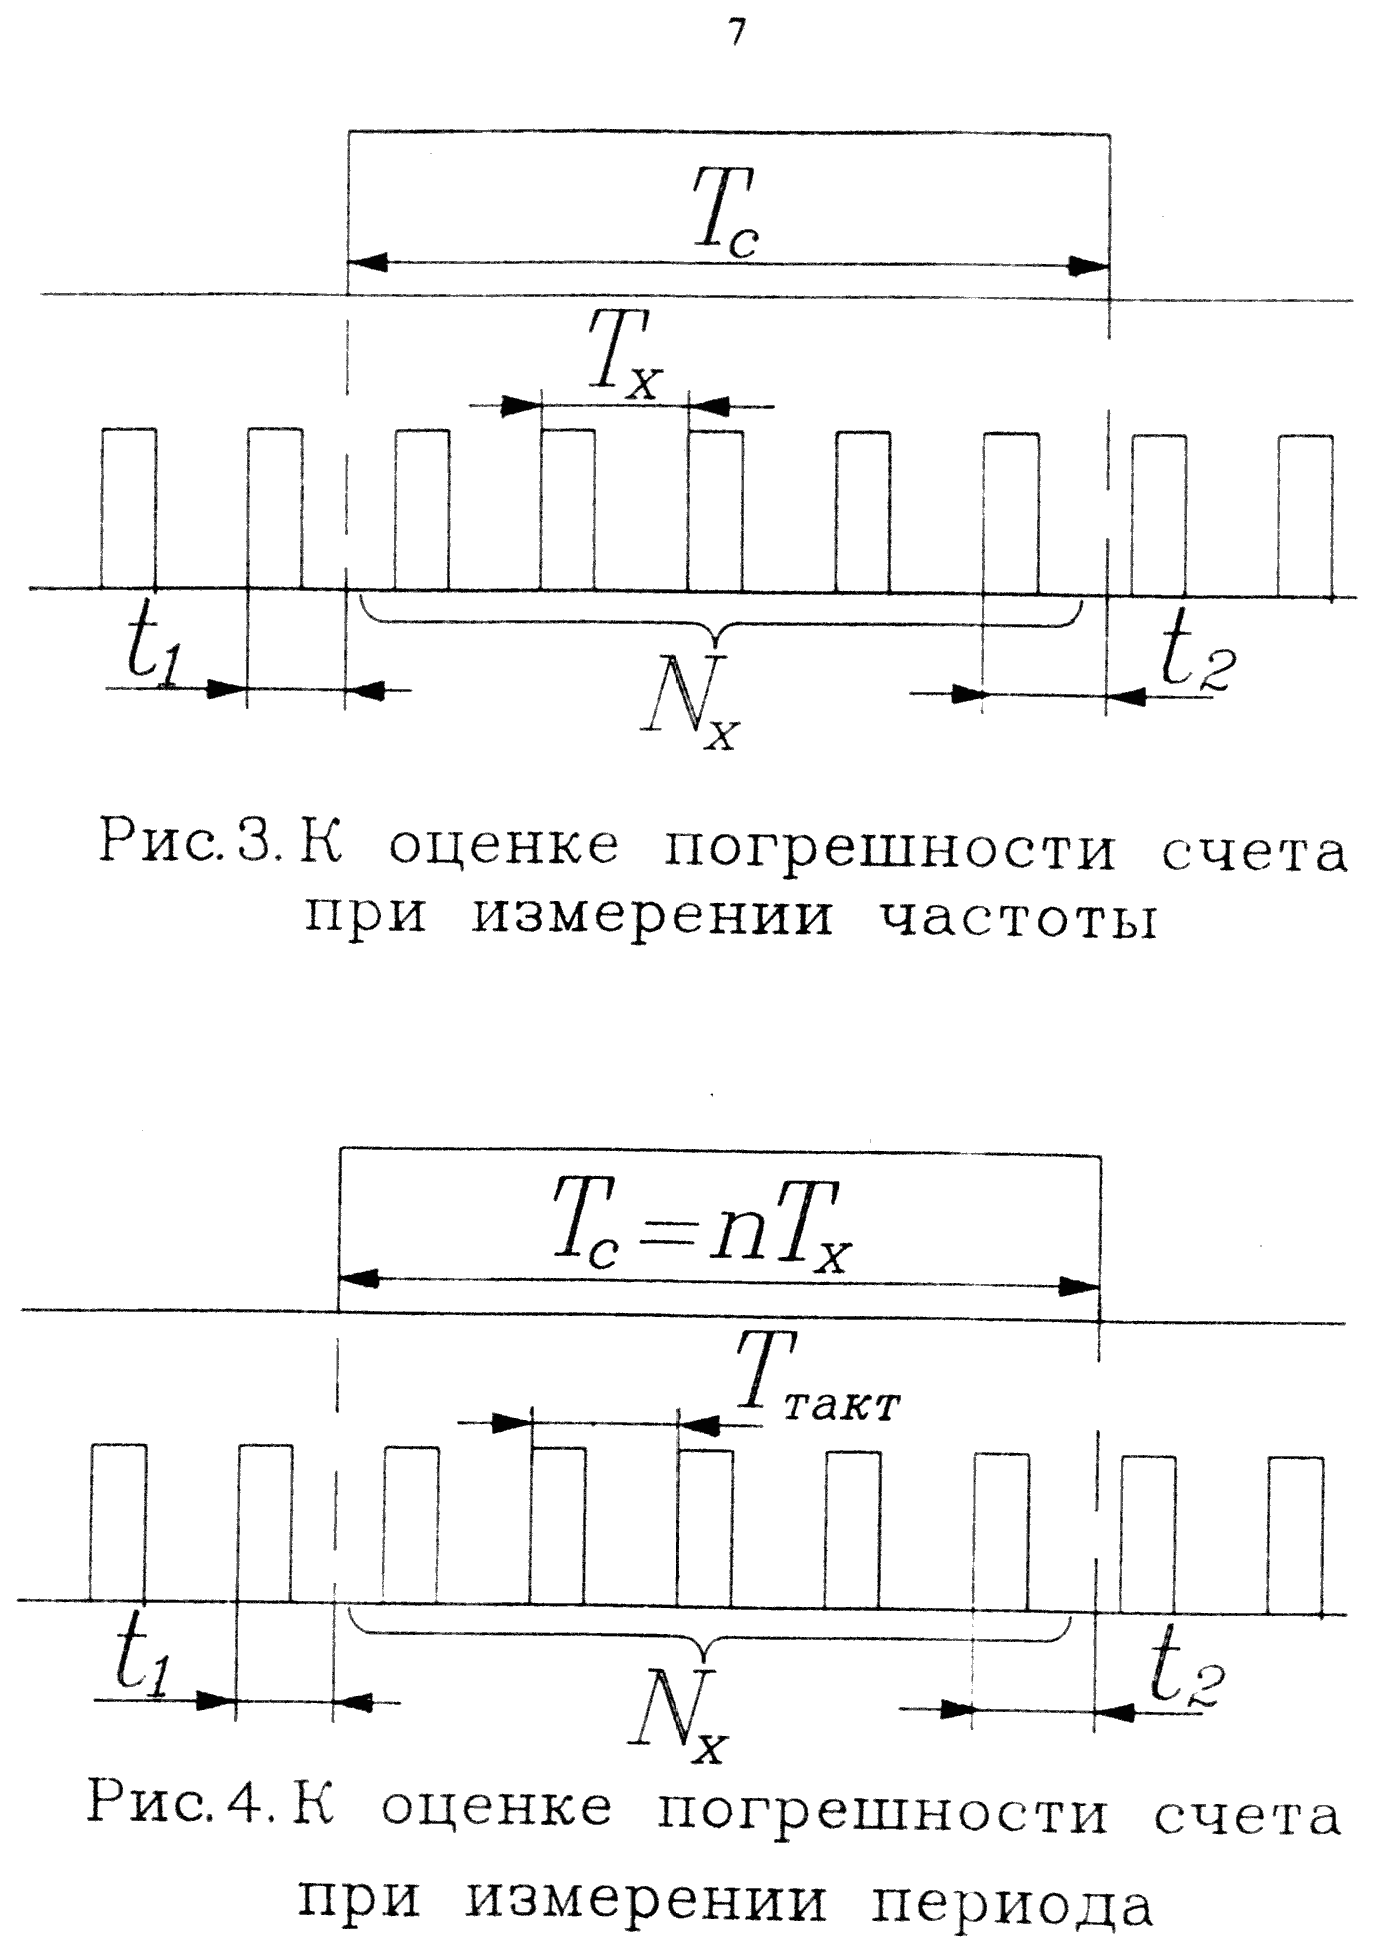 7
Tc
Tx
t1
t2
Nx
Рис.3. К оценке погрешности счета
при измерении частоты
Tc=nTx
Tтакт
t1
t2
Nx
Рис.4. К оценке погрешности счета
при измерении периода